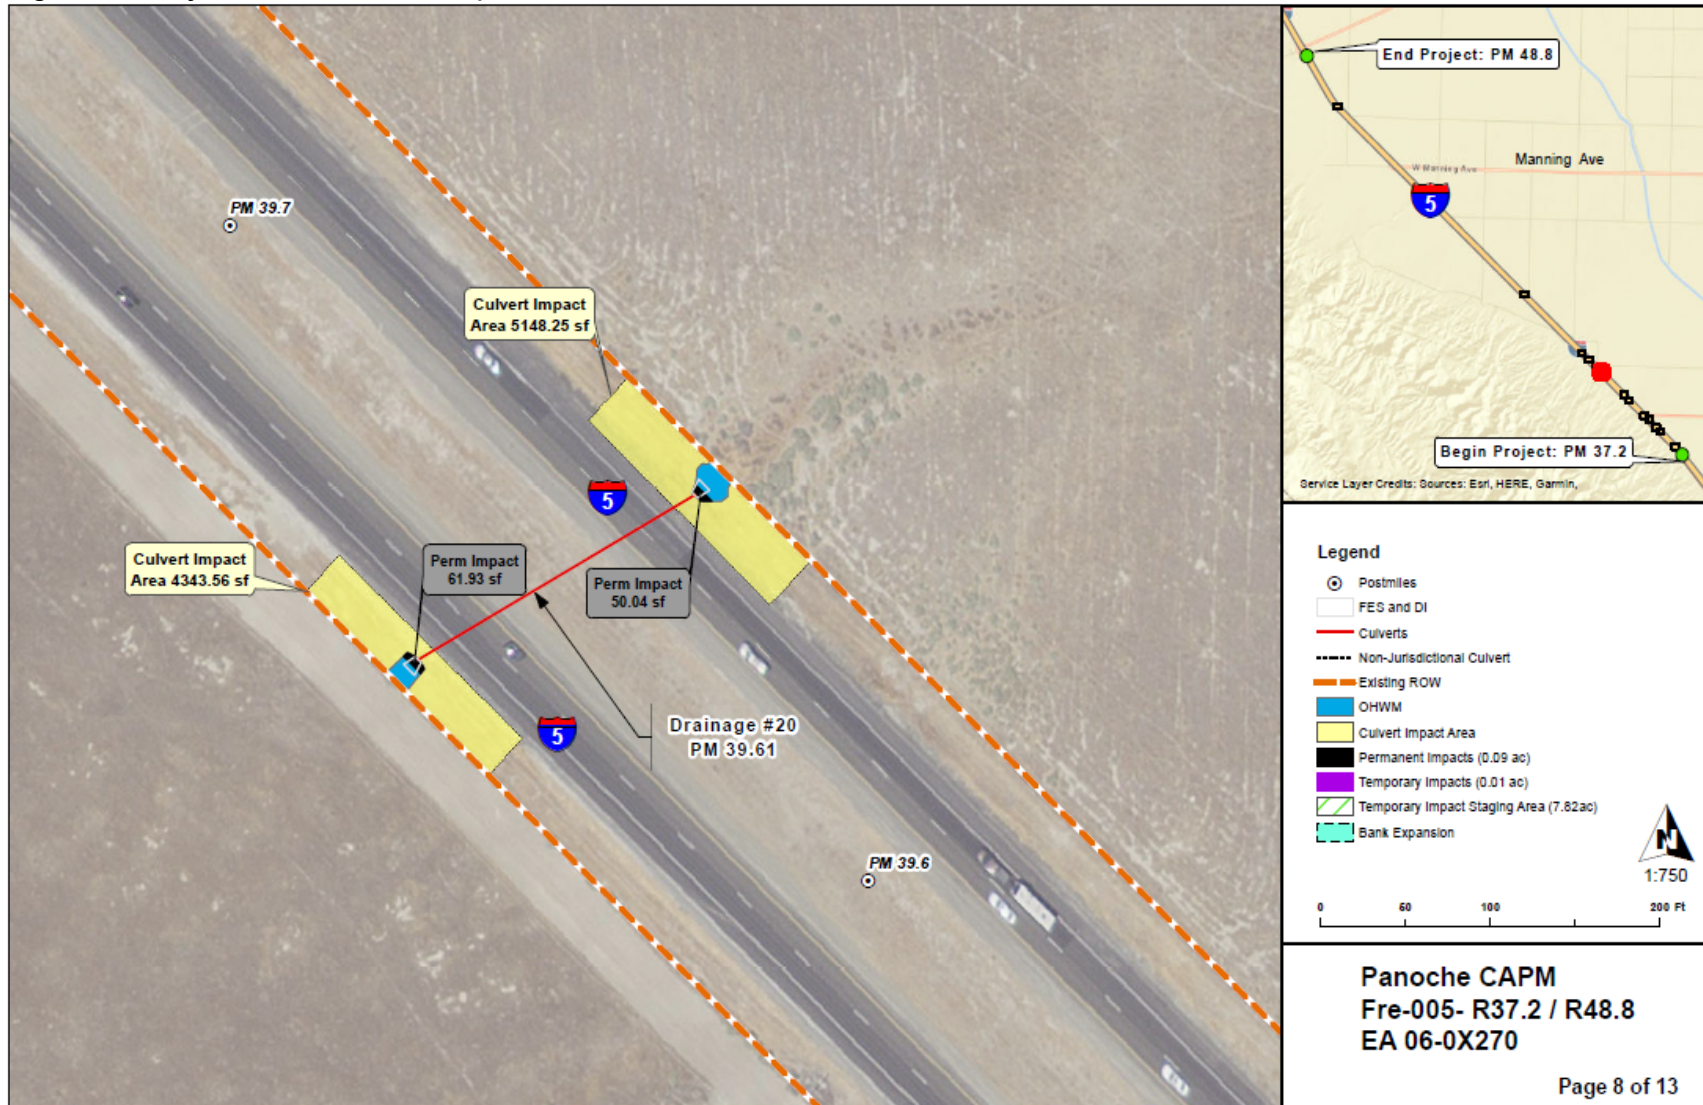 PM 39.7
Culvert Impact
Area 5148.25 sf
5
Culvert Impact
Area 4343.56 sf
Perm Impact
61.93 sf
Perm Impact
50.04 sf
5
Drainage #20
PM 39.61
PM 39.6
End Project: PM 48.8
W Manning Ave
Manning Ave
5
Begin Project: PM 37.2
Service Layer Credits: Sources: Esri, HERE, Garmin,
Legend
Postmiles
FES and DI
Culverts
Non-Jurisdictional Culvert
Existing ROW
OHWM
Culvert Impact Area
Permanent Impacts (0.09 ac)
Temporary Impacts (0.01 ac)
Temporary Impact Staging Area (7.82ac)
Bank Expansion
N
1:750
0 50 100 200 Ft
Panoche CAPM
Fre-005- R37.2 / R48.8
EA 06-0X270
Page 8 of 13